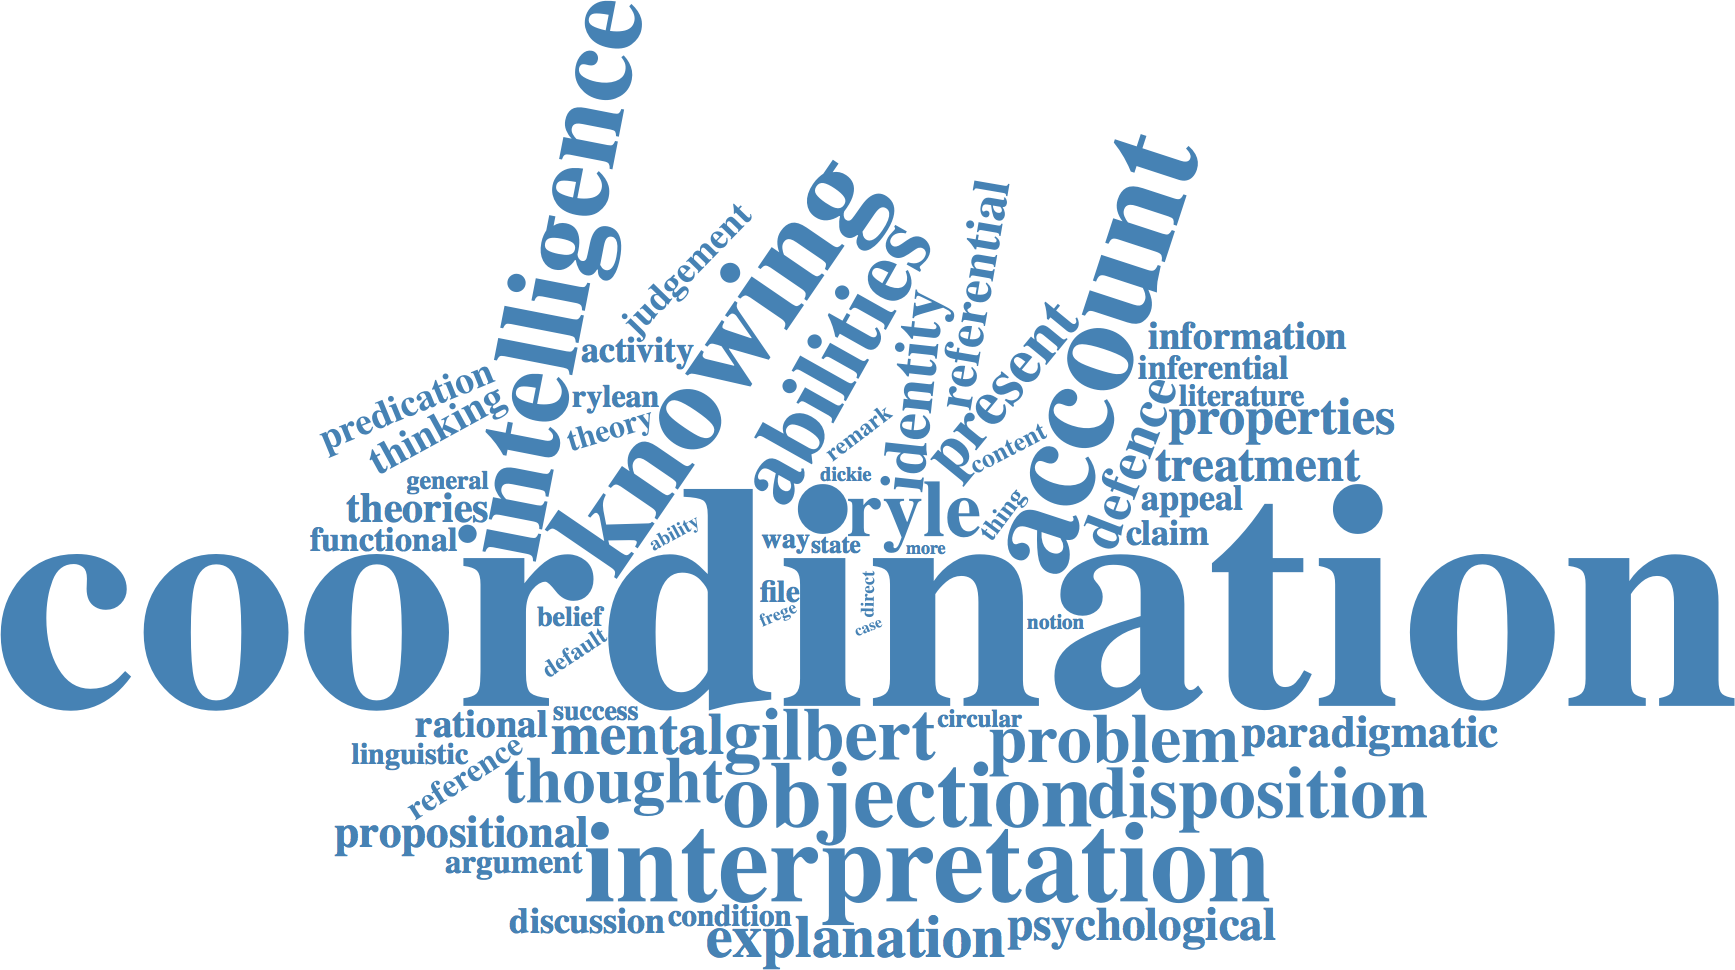 intelligence
judgement
knowing
abilities
referential
identity
present
account
information
inferential
literature
properties
activity
predication
thinking
rylean
theory
remark
content
defence
treatment
general
dickie
theories
ryle
thing
appeal
functional
ability
way
state
more
claim
coordination
belief
default
file
frege
direct
case
notion
rational
success
mental
gilbert
circular
problem
paradigmatic
linguistic
reference
thought
objection
disposition
propositional
argument
interpretation
discussion
condition
explanation
psychological